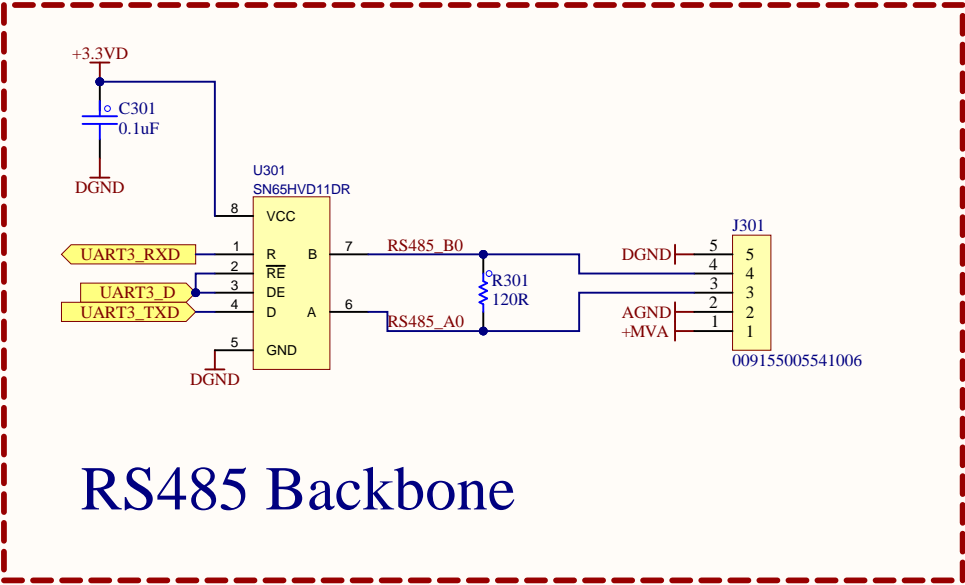 +3.3VD
C301
0.1uF
DGND
U301
SN65HVD11DR
8 VCC
UART3_RXD 1 R B 7 RS485_B0
2 RE
UART3_D 3 DE
UART3_TXD 4 D A 6 RS485_A0
5 GND
DGND
R301
120R
J301
DGND 5 5
4 4
3 3
AGND 2 2
+MVA 1 1
009155005541006
RS485 Backbone